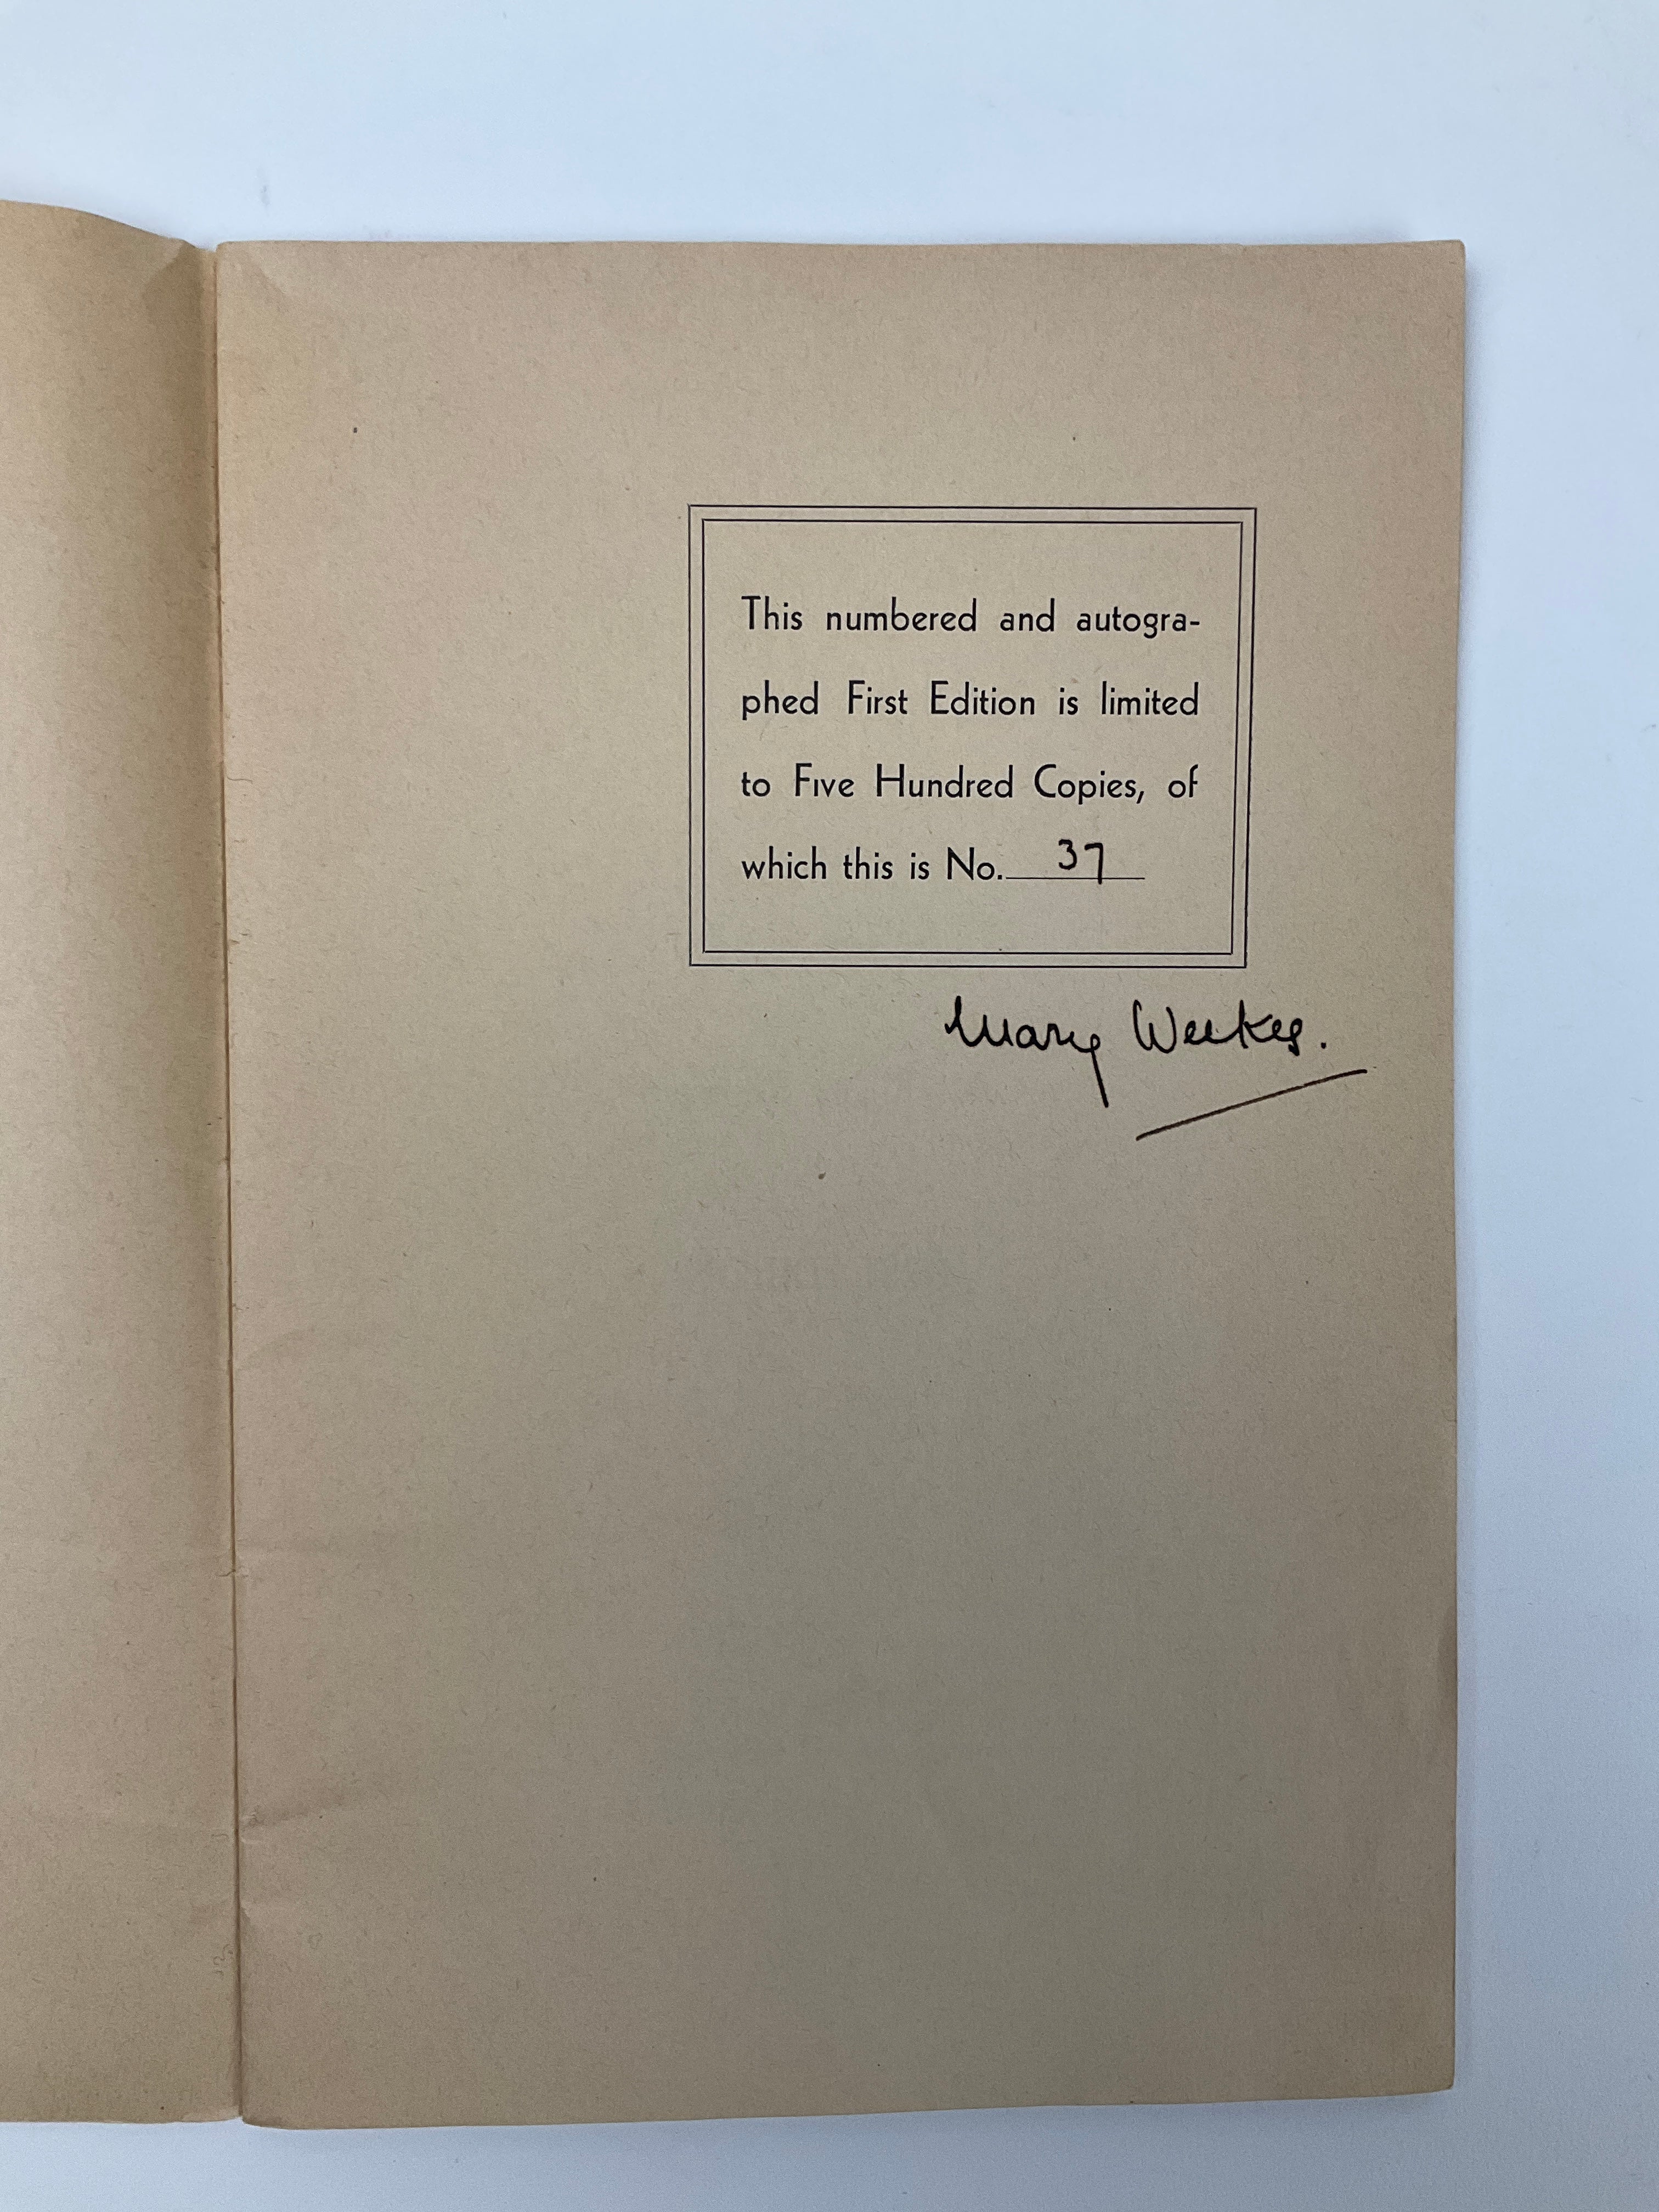 This numbered and autogra-
phed First Edition is limited
to Five Hundred Copies, of
which this is No. 37
Mary Weekes.